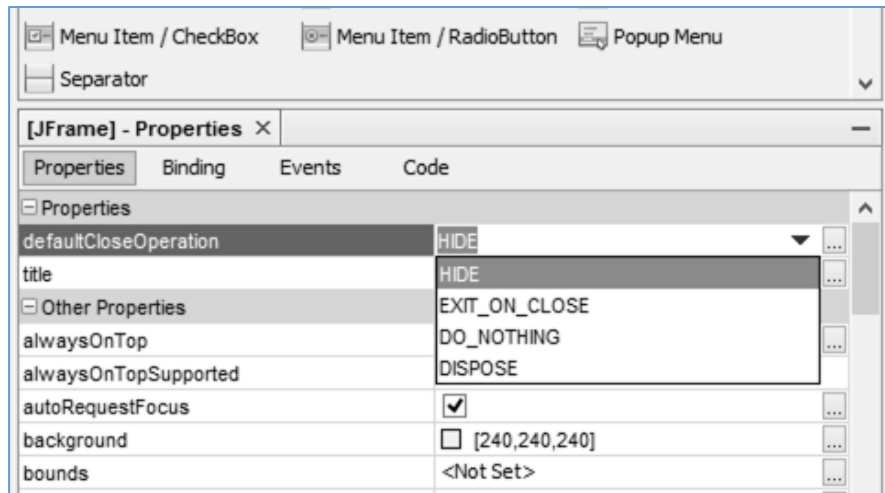 Menu Item / CheckBox Menu Item / RadioButton Popup Menu
Separator
[JFrame] - Properties
Properties Binding Events Code
Properties
defaultCloseOperation HIDE ...
title HIDE ...
Other Properties EXIT_ON_CLOSE
alwaysOnTop DO_NOTHING ...
alwaysOnTopSupported DISPOSE
autoRequestFocus ...
background [240,240,240] ...
bounds <Not Set> ...